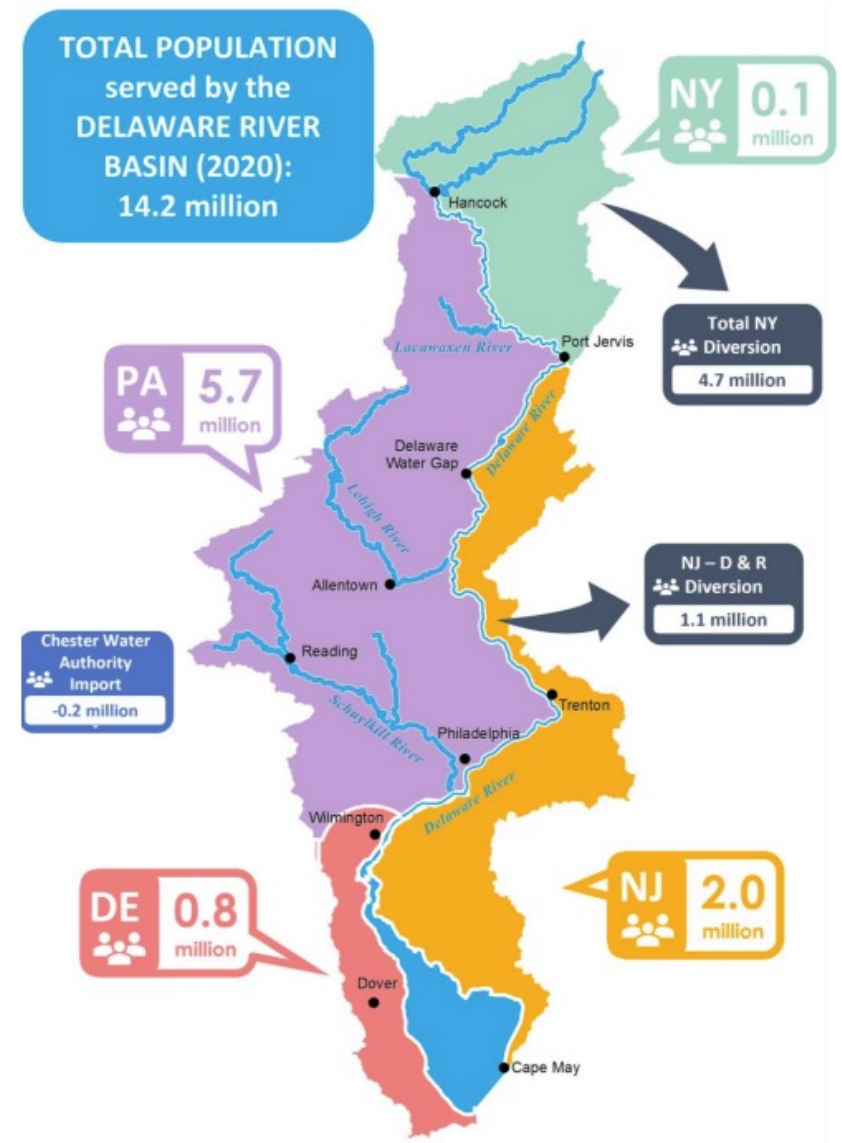 TOTAL POPULATION
served by the
DELAWARE RIVER
BASIN (2020):
14.2 million
NY
0.1
million
Hancock
Total NY
Diversion
4.7 million
Lacawaxen River
Port Jervis
PA
5.7
million
Delaware River
Delaware
Water Gap
Lehigh River
NJ – D & R
Diversion
1.1 million
Allentown
Chester Water
Authority
Import
-0.2 million
Reading
Trenton
Schuylkill River
Philadelphia
Delaware River
Wilmington
DE
0.8
million
NJ
2.0
million
Dover
Cape May